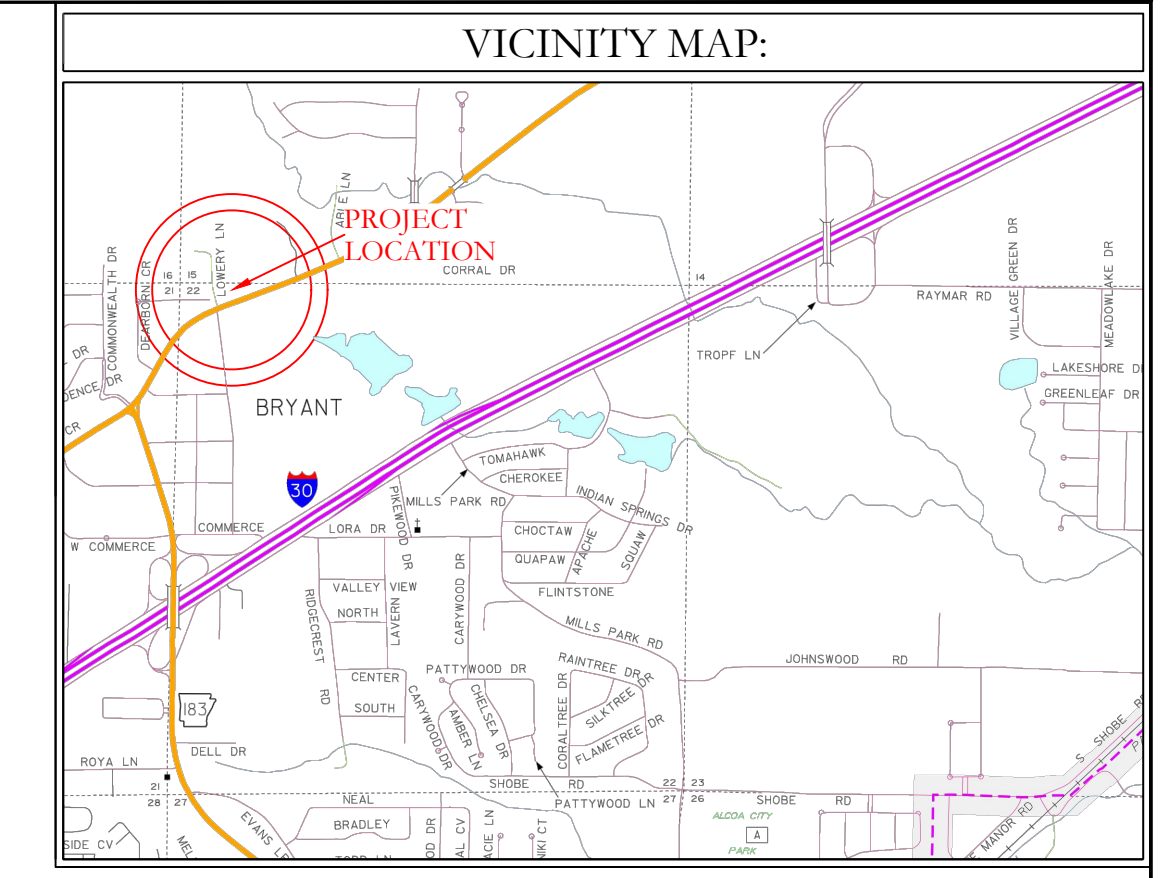 VICINITY MAP:
PROJECT
LOCATION
LOWERY LN
CORRAL DR
COMMONWEALTH DR
DEARBORN CR
16 15
21 22
14
RAYMAR RD
VILLAGE GREEN DR
MEADOWLAKE DR
TROPF LN
LAKESHORE
GREENLEAF DR
DR
CR
BRYANT
30
TOMAHAWK
CHEROKEE
MILLS PARK RD
INDIAN SPRINGS DR
PIKEWOOD DR
COMMERCE
LORA DR
W COMMERCE
CHOCTAW
QUAPAW
APACHE
SQUAW
FLINTSTONE
VALLEY VIEW
NORTH
LAVERN
CARYWOOD DR
RIDGECREST RD
MILLS PARK RD
JOHNSWOOD RD
CENTER
SOUTH
PATTYWOOD DR
CARYWOOD DR
AMBER LN
CHELSEA DR
RAINTREE DR
CORALTREE DR
SILKTREE DR
FLAMETREE DR
183
DELL DR
ROYA LN
21
28 27
SHOBE RD
22 23
27 26
PATTYWOOD LN
SHOBE RD
S SHOBE
NEAL
BRADLEY
EVANS
SIDE CV
OD DR
AL CV
ACIE LN
NIKI CT
ALCOA CITY
A
PARK
MANOR RD